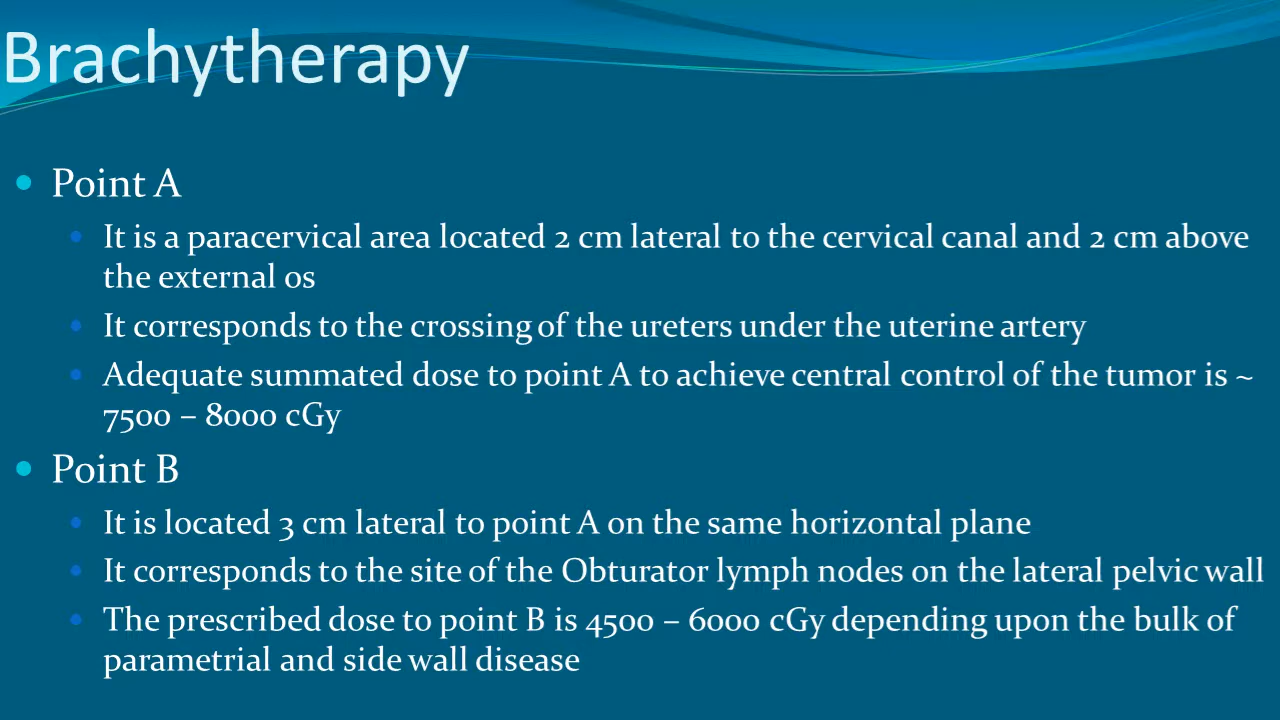 Brachytherapy
• Point A
• It is a paracervical area located 2 cm lateral to the cervical canal and 2 cm above
the external os
• It corresponds to the crossing of the ureters under the uterine artery
• Adequate summated dose to point A to achieve central control of the tumor is ~
7500 – 8000 cGy
• Point B
• It is located 3 cm lateral to point A on the same horizontal plane
• It corresponds to the site of the Obturator lymph nodes on the lateral pelvic wall
• The prescribed dose to point B is 4500 – 6000 cGy depending upon the bulk of
parametrial and side wall disease